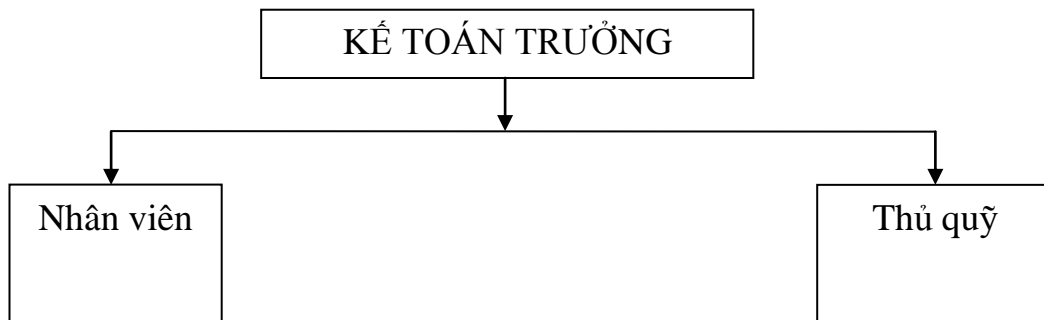 KẾ TOÁN TRƯỞNG
Nhân viên
Thủ quỹ